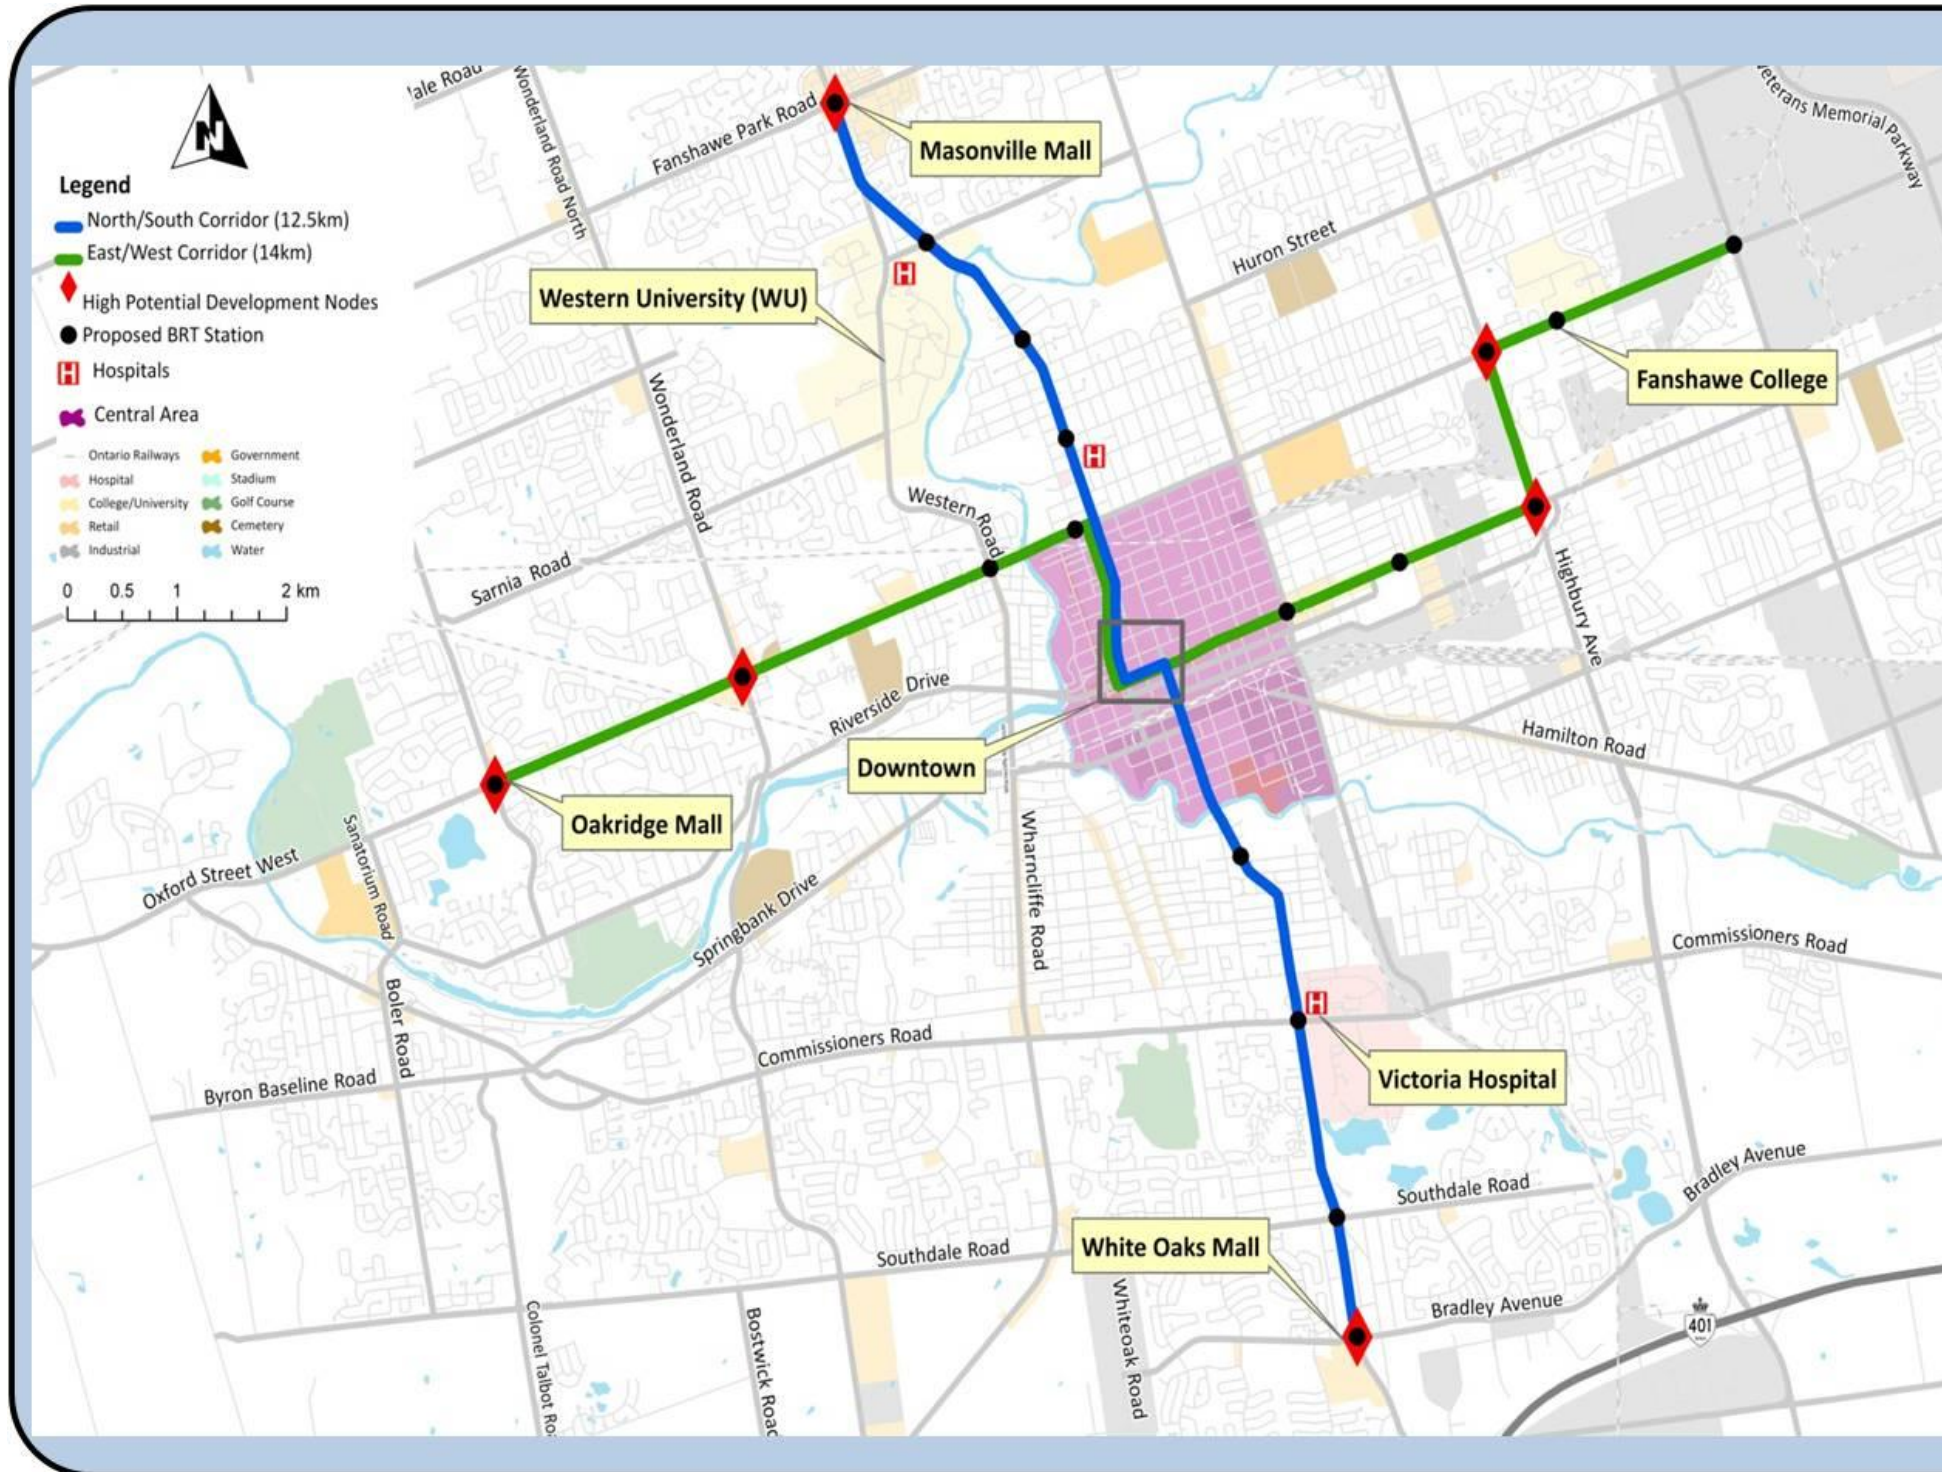 N
Legend
North/South Corridor (12.5km)
East/West Corridor (14km)
High Potential Development Nodes
Proposed BRT Station
H Hospitals
Central Area
Ontario Railways
Government
Hospital
Stadium
College/University
Golf Course
Retail
Cemetery
Industrial
Water
0 0.5 1 2 km
Wonderland Road North
Fanshawe Park Road
Masonville Mall
Veterans Memorial Parkway
Huron Street
H
Western University (WU)
Fanshawe College
Wonderland Road
H
Western Road
Sarnia Road
Highbury Ave
Riverside Drive
Hamilton Road
Downtown
Oakridge Mall
Oxford Street West
Sanatorium Road
Springbank Drive
Wharncliffe Road
Commissioners Road
H
Boler Road
Commissioners Road
Byron Baseline Road
Victoria Hospital
Bradley Avenue
Southdale Road
White Oaks Mall
Southdale Road
Whiteoak Road
Bradley Avenue
401
Colonel Talbot
Bostwick Road